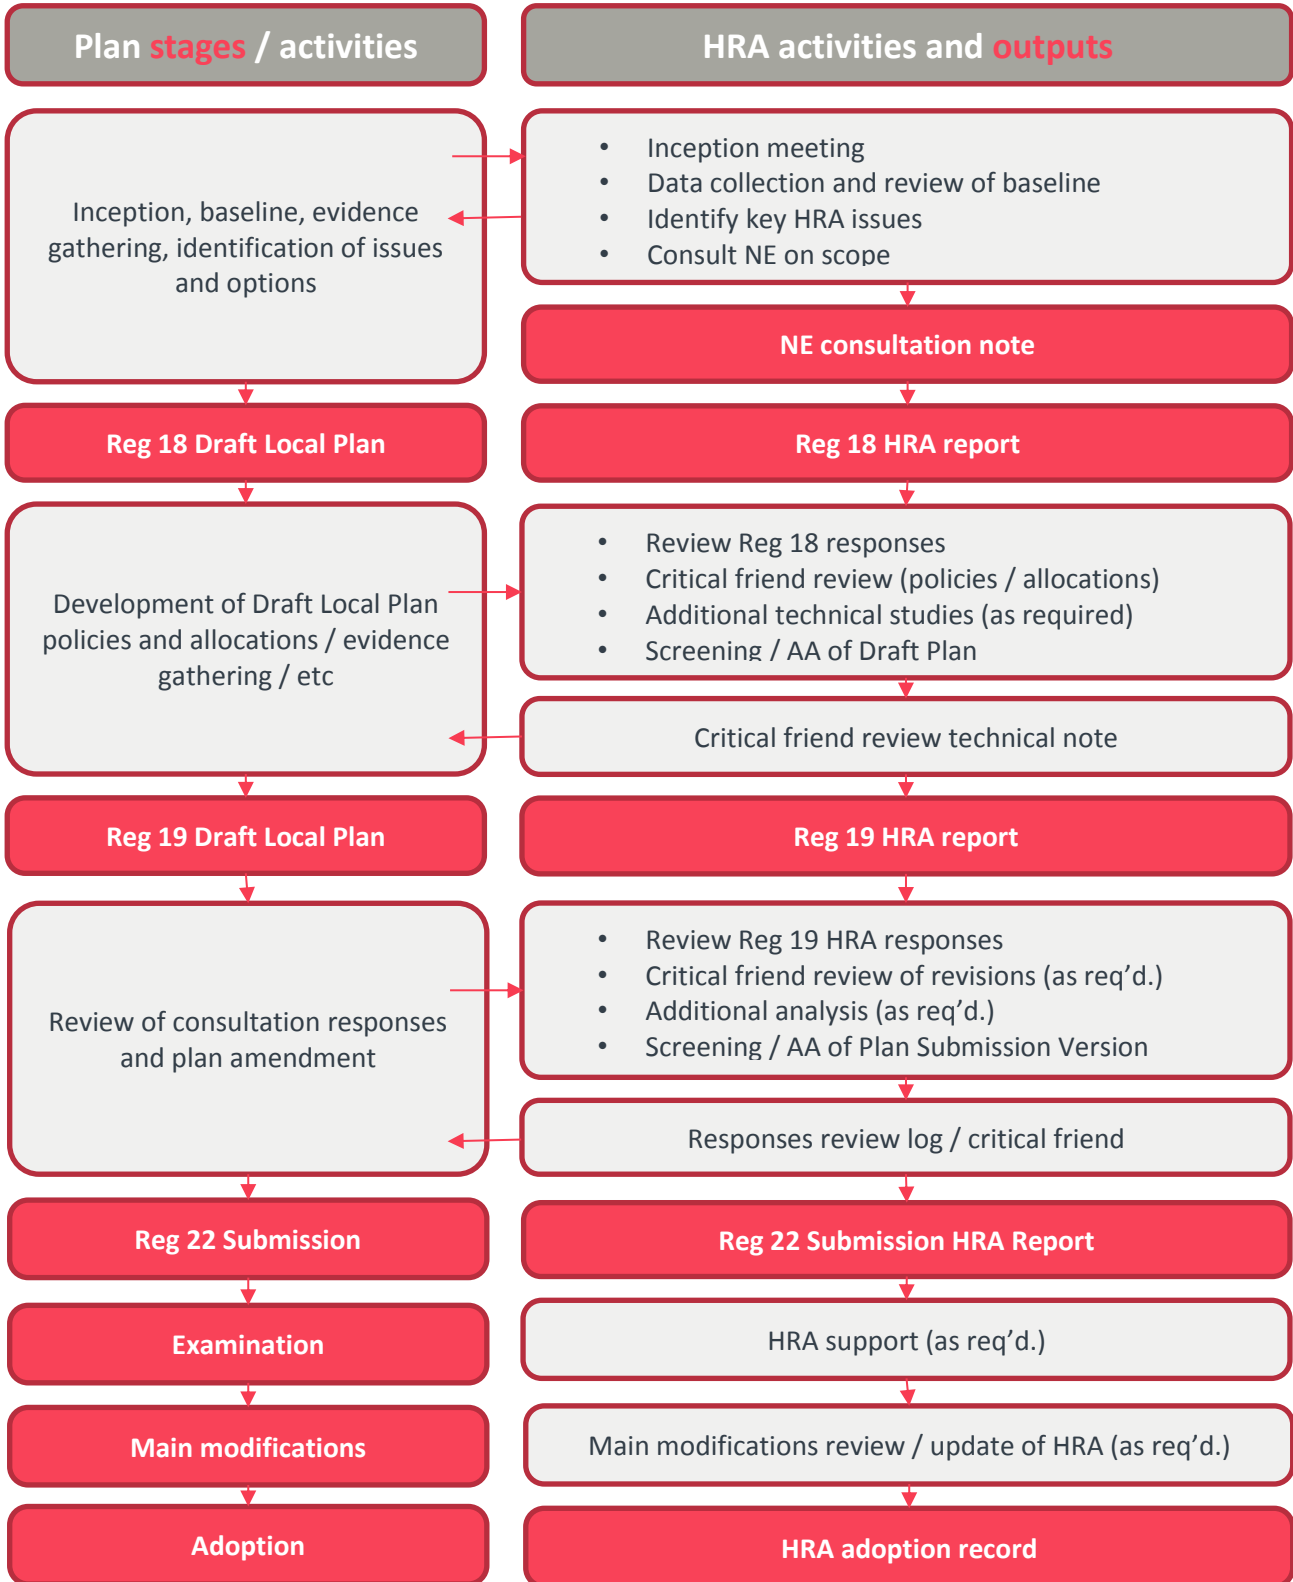 Plan stages / activities
HRA activities and outputs
Inception, baseline, evidence
gathering, identification of issues
and options
• Inception meeting
• Data collection and review of baseline
• Identify key HRA issues
• Consult NE on scope
NE consultation note
Reg 18 Draft Local Plan
Reg 18 HRA report
Development of Draft Local Plan
policies and allocations / evidence
gathering / etc
• Review Reg 18 responses
• Critical friend review (policies / allocations)
• Additional technical studies (as required)
• Screening / AA of Draft Plan
Critical friend review technical note
Reg 19 Draft Local Plan
Reg 19 HRA report
Review of consultation responses
and plan amendment
• Review Reg 19 HRA responses
• Critical friend review of revisions (as req’d.)
• Additional analysis (as req’d.)
• Screening / AA of Plan Submission Version
Responses review log / critical friend
Reg 22 Submission
Reg 22 Submission HRA Report
Examination
HRA support (as req’d.)
Main modifications
Main modifications review / update of HRA (as req’d.)
Adoption
HRA adoption record